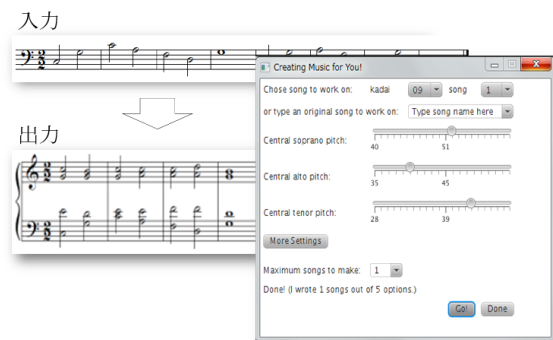 入力
Creating Music for You!
Chose song to work on: kadai 09 song 1
or type an original song to work on: Type song name here
Central soprano pitch:
40 51
Central alto pitch:
35 45
Central tenor pitch:
28 39
More Settings
Maximum songs to make: 1
Done! (I wrote 1 songs out of 5 options.)
Go! Done
出力